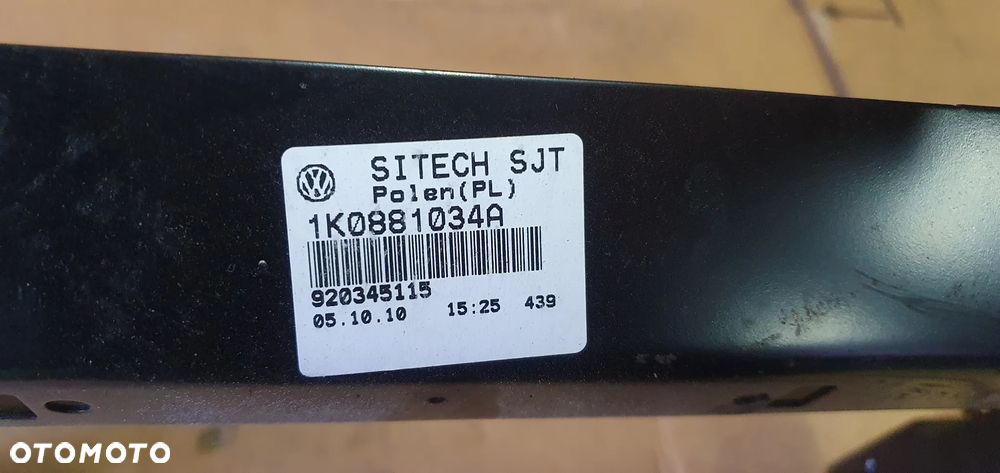 SITECH SJT
Polen(PL)
1K0881034A
920345115
05.10.10 15:25 439
OTOMOTO